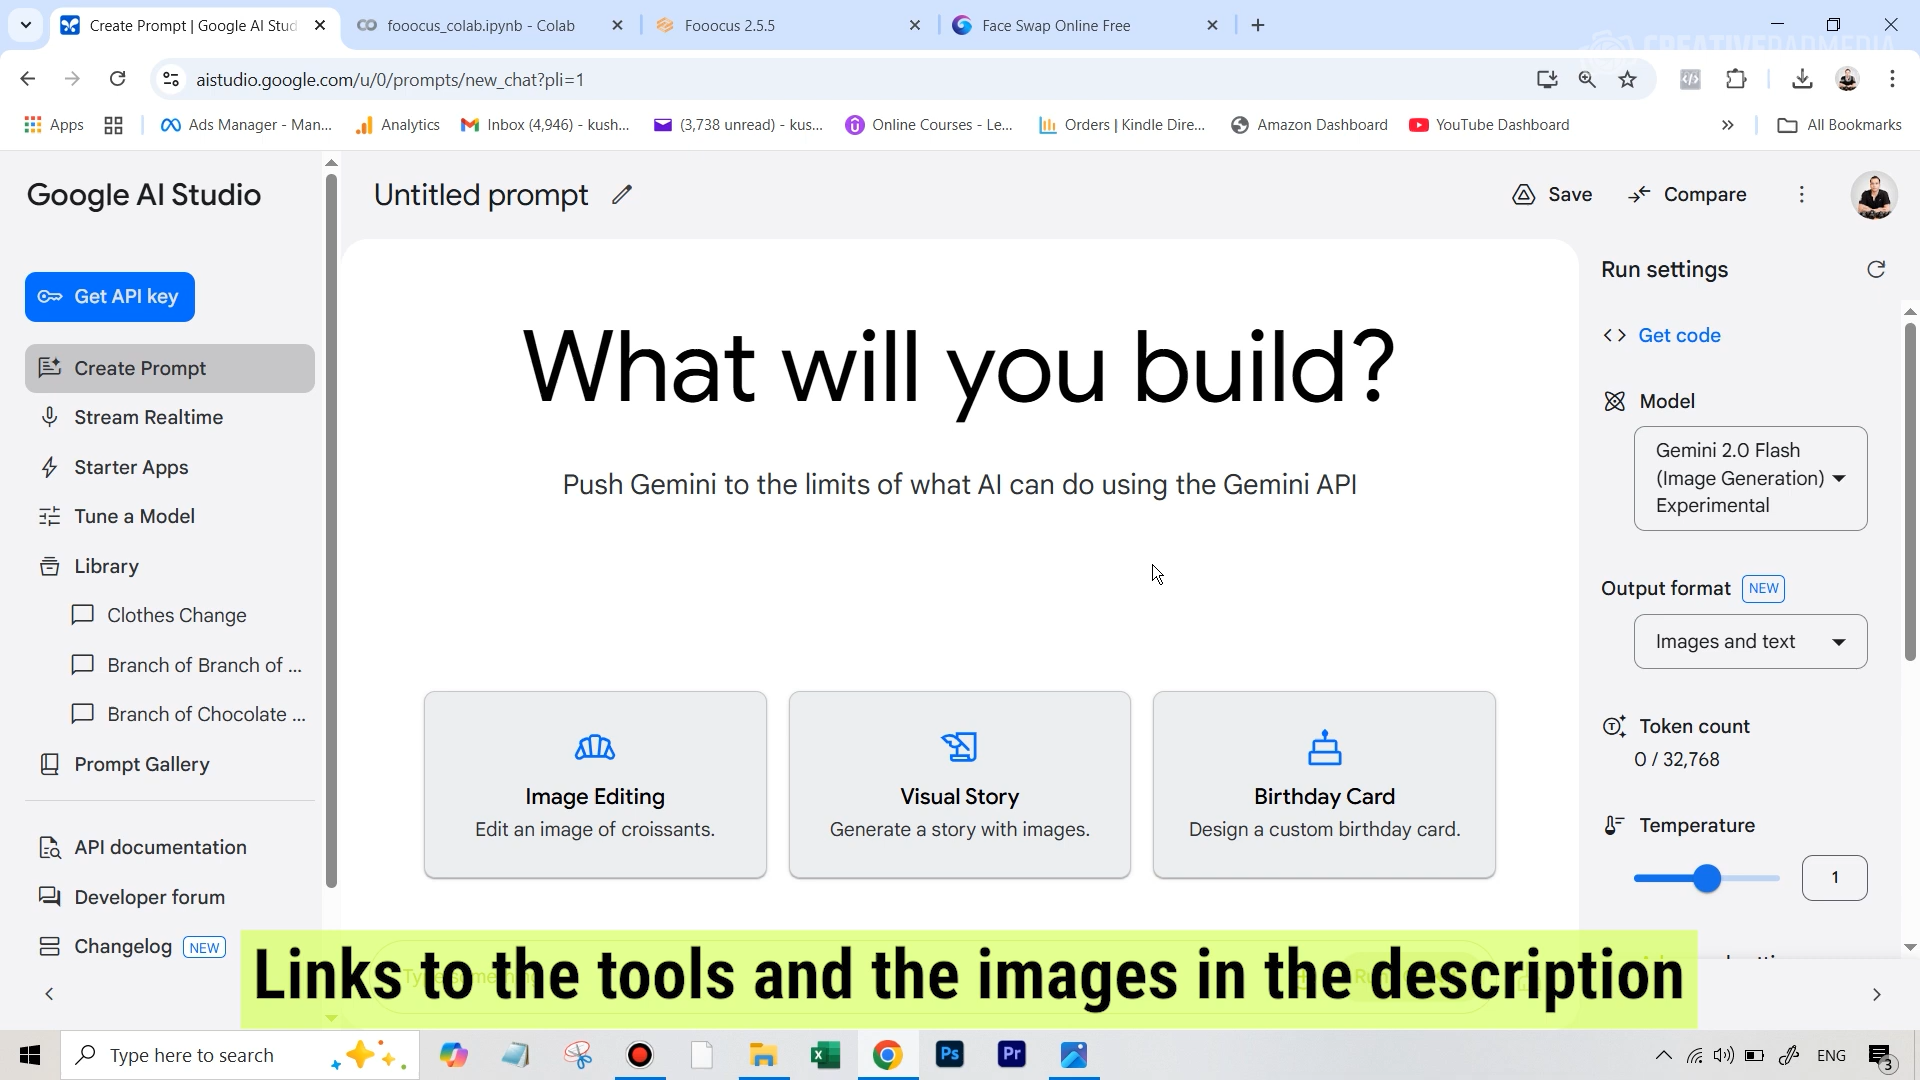 Create Prompt | Google AI Stud
fooocus_colab.ipynb - Colab
Fooocus 2.5.5
Face Swap Online Free
CREATIVEDADMEDIA
aistudio.google.com/u/0/prompts/new_chat?pli=1
Apps
Ads Manager - Man...
Analytics
Inbox (4,946) - kush...
(3,738 unread) - kus...
Online Courses - Le...
Orders | Kindle Dire...
Amazon Dashboard
YouTube Dashboard
All Bookmarks
Google AI Studio
Untitled prompt
Save
Compare
Get API key
Create Prompt
Stream Realtime
Starter Apps
Tune a Model
Library
Clothes Change
Branch of Branch of ...
Branch of Chocolate ...
Prompt Gallery
API documentation
Developer forum
Changelog NEW
What will you build?
Push Gemini to the limits of what AI can do using the Gemini API
Image Editing
Edit an image of croissants.
Visual Story
Generate a story with images.
Birthday Card
Design a custom birthday card.
Run settings
Get code
Model
Gemini 2.0 Flash
(Image Generation)
Experimental
Output format NEW
Images and text
Token count
0 / 32,768
Temperature
1
Links to the tools and the images in the description
Type here to search
Ps
Pr
ENG
3